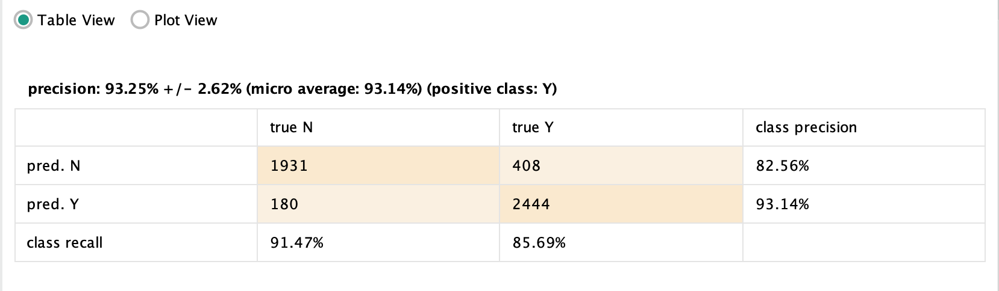 Table View Plot View
precision: 93.25% +/- 2.62% (micro average: 93.14%) (positive class: Y)
true N true Y class precision
pred. N 1931 408 82.56%
pred. Y 180 2444 93.14%
class recall 91.47% 85.69%